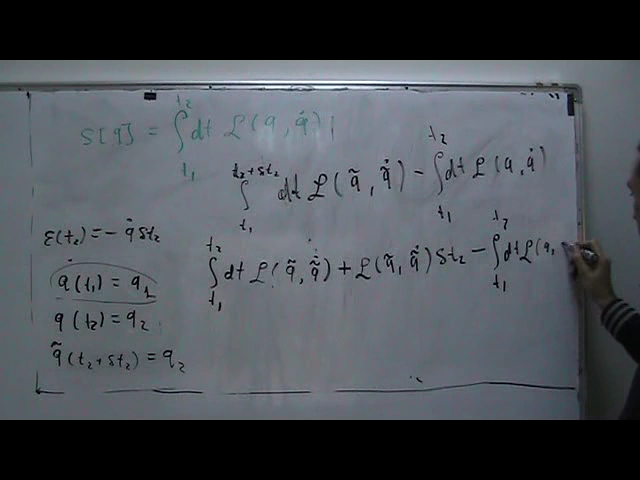 S[q] = ∫_{t₁}^{t₂} dt ℒ(q, q̇)
∫_{t₁}^{t₂+δt₂} dt ℒ(q̃, q̃̇) − ∫_{t₁}^{t₂} dt ℒ(q, q̇)
ε(t₂) = − q̇ δt₂
∫_{t₁}^{t₂} dt ℒ(q̃, q̃̇) + ℒ(q̃, q̃̇) δt₂ − ∫_{t₁}^{t₂} dt ℒ(q,
q(t₁) = q₁
q(t₂) = q₂
q̃(t₂+δt₂) = q₂